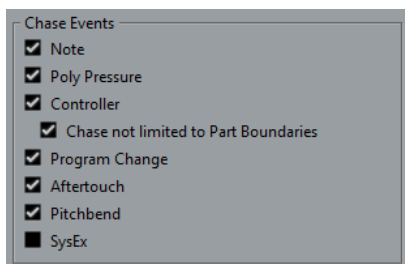 Chase Events
Note
Poly Pressure
Controller
Chase not limited to Part Boundaries
Program Change
Aftertouch
Pitchbend
SysEx